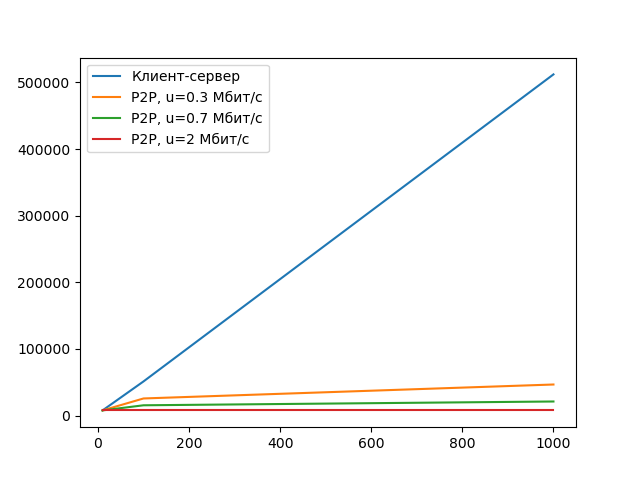 Клиент-сервер
P2P, u=0.3 Мбит/с
P2P, u=0.7 Мбит/с
P2P, u=2 Мбит/с
500000
400000
300000
200000
100000
0
0 200 400 600 800 1000